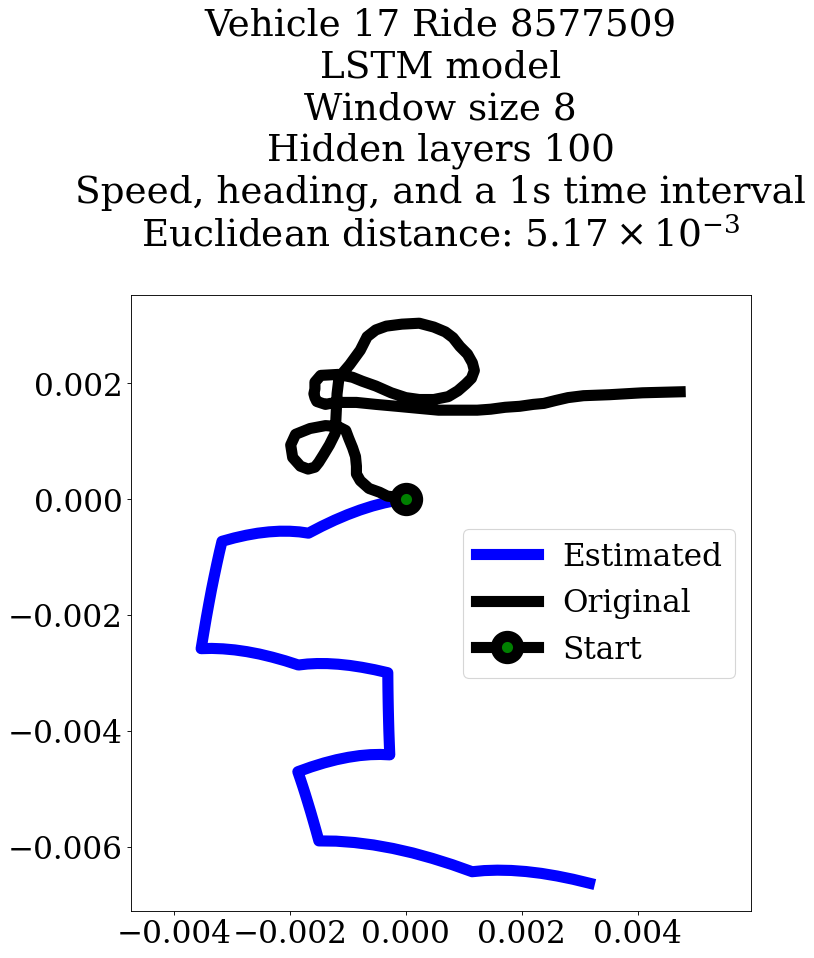 Vehicle 17 Ride 8577509
LSTM model
Window size 8
Hidden layers 100
Speed, heading, and a 1s time interval
Euclidean distance: 5.17 × 10⁻³
0.002
0.000
−0.002
−0.004
−0.006
Estimated
Original
Start
−0.004 −0.002 0.000 0.002 0.004